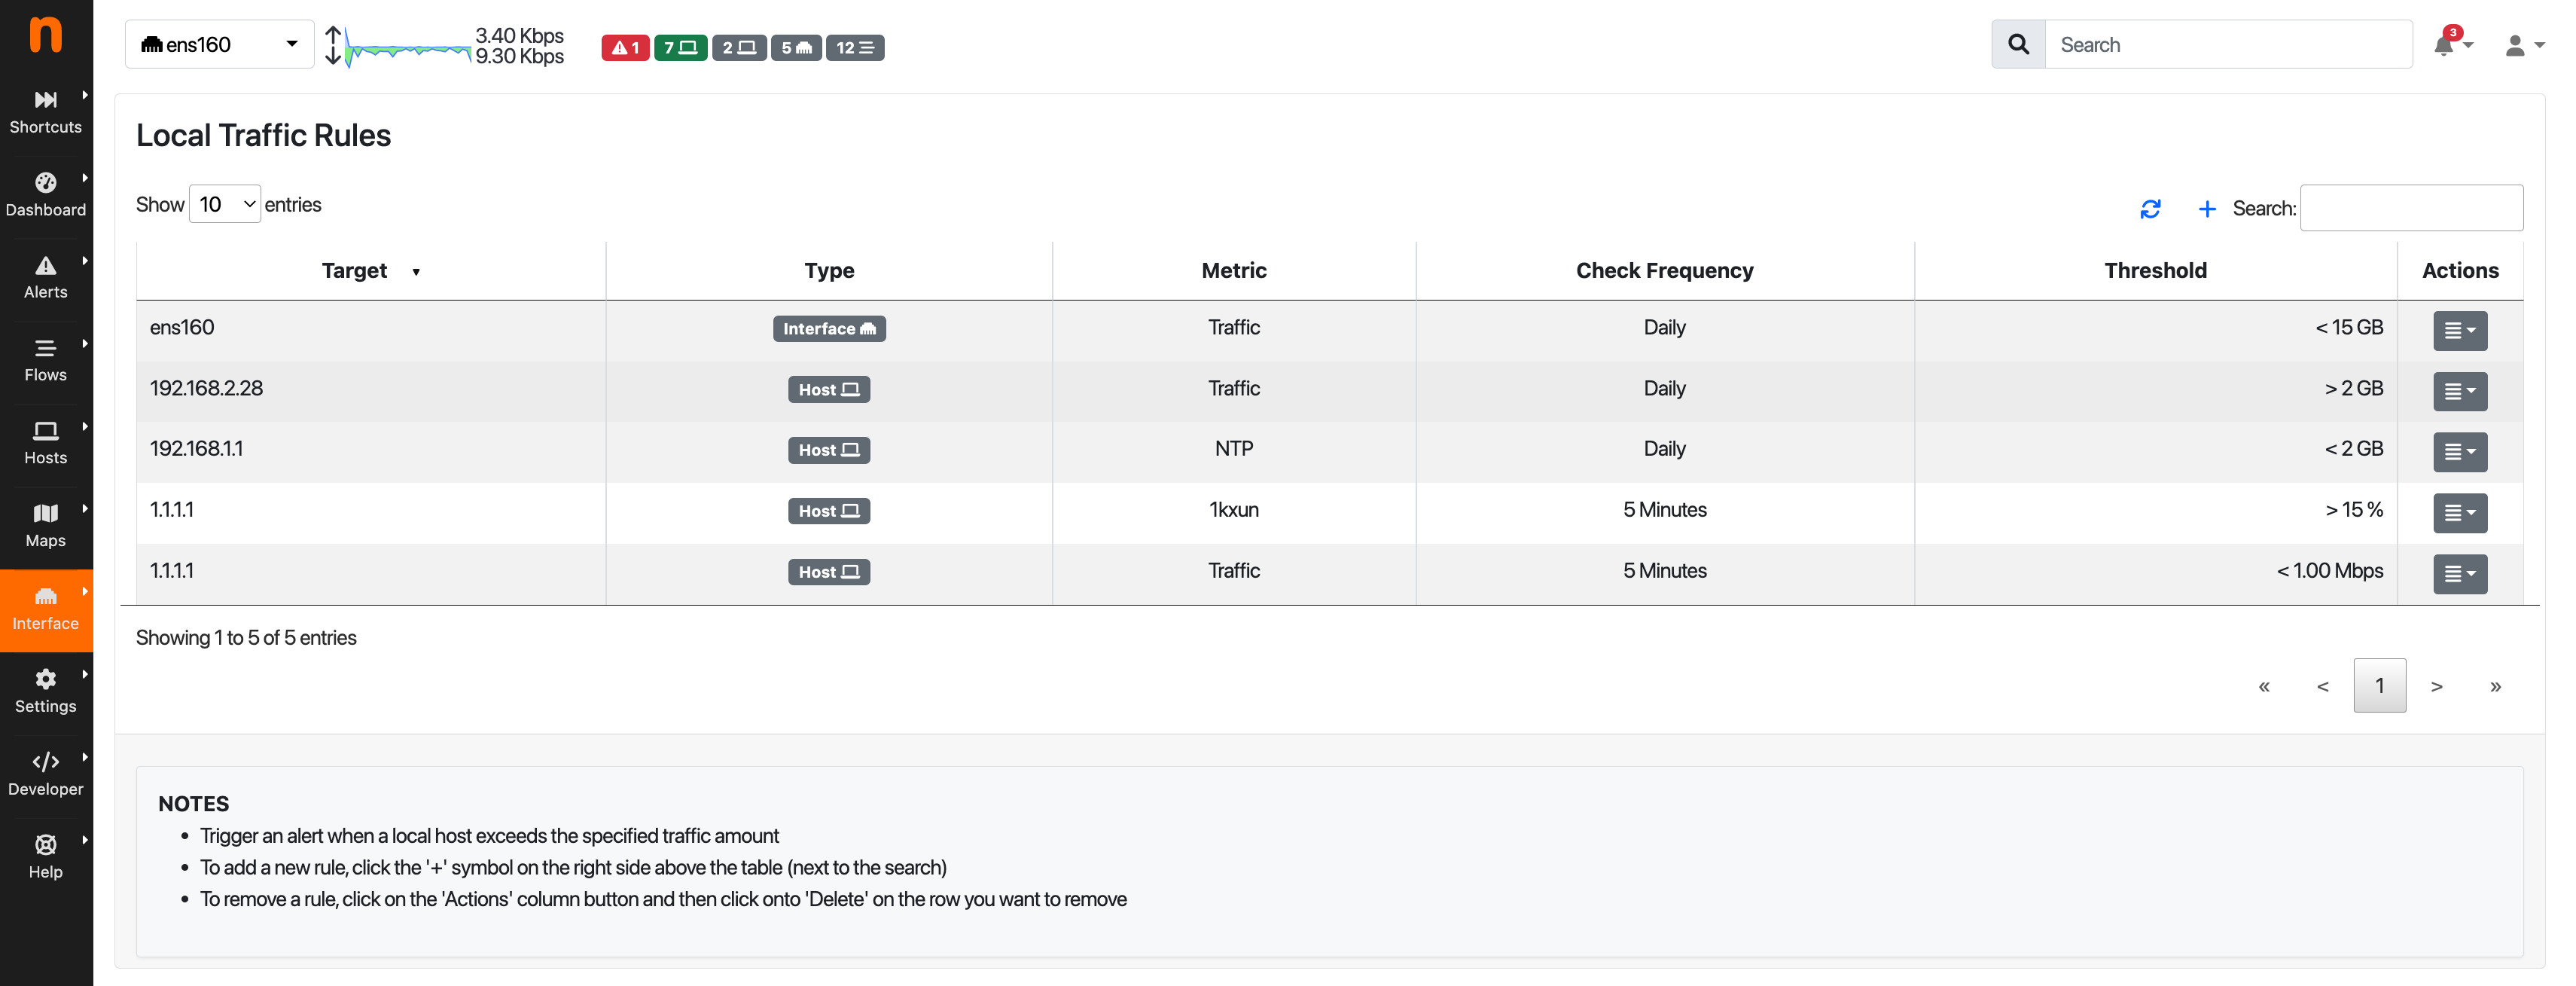 n
ens160
3.40 Kbps
9.30 Kbps
1
7
2
5
12
Search
3
Shortcuts
Dashboard
Alerts
Flows
Hosts
Maps
Interface
Settings
Developer
Help
Local Traffic Rules
Show 10 entries
Search:
Target Type Metric Check Frequency Threshold Actions
ens160 Interface Traffic Daily < 15 GB
192.168.2.28 Host Traffic Daily > 2 GB
192.168.1.1 Host NTP Daily < 2 GB
1.1.1.1 Host 1kxun 5 Minutes > 15 %
1.1.1.1 Host Traffic 5 Minutes < 1.00 Mbps
Showing 1 to 5 of 5 entries
« < 1 > »
NOTES
• Trigger an alert when a local host exceeds the specified traffic amount
• To add a new rule, click the '+' symbol on the right side above the table (next to the search)
• To remove a rule, click on the 'Actions' column button and then click onto 'Delete' on the row you want to remove